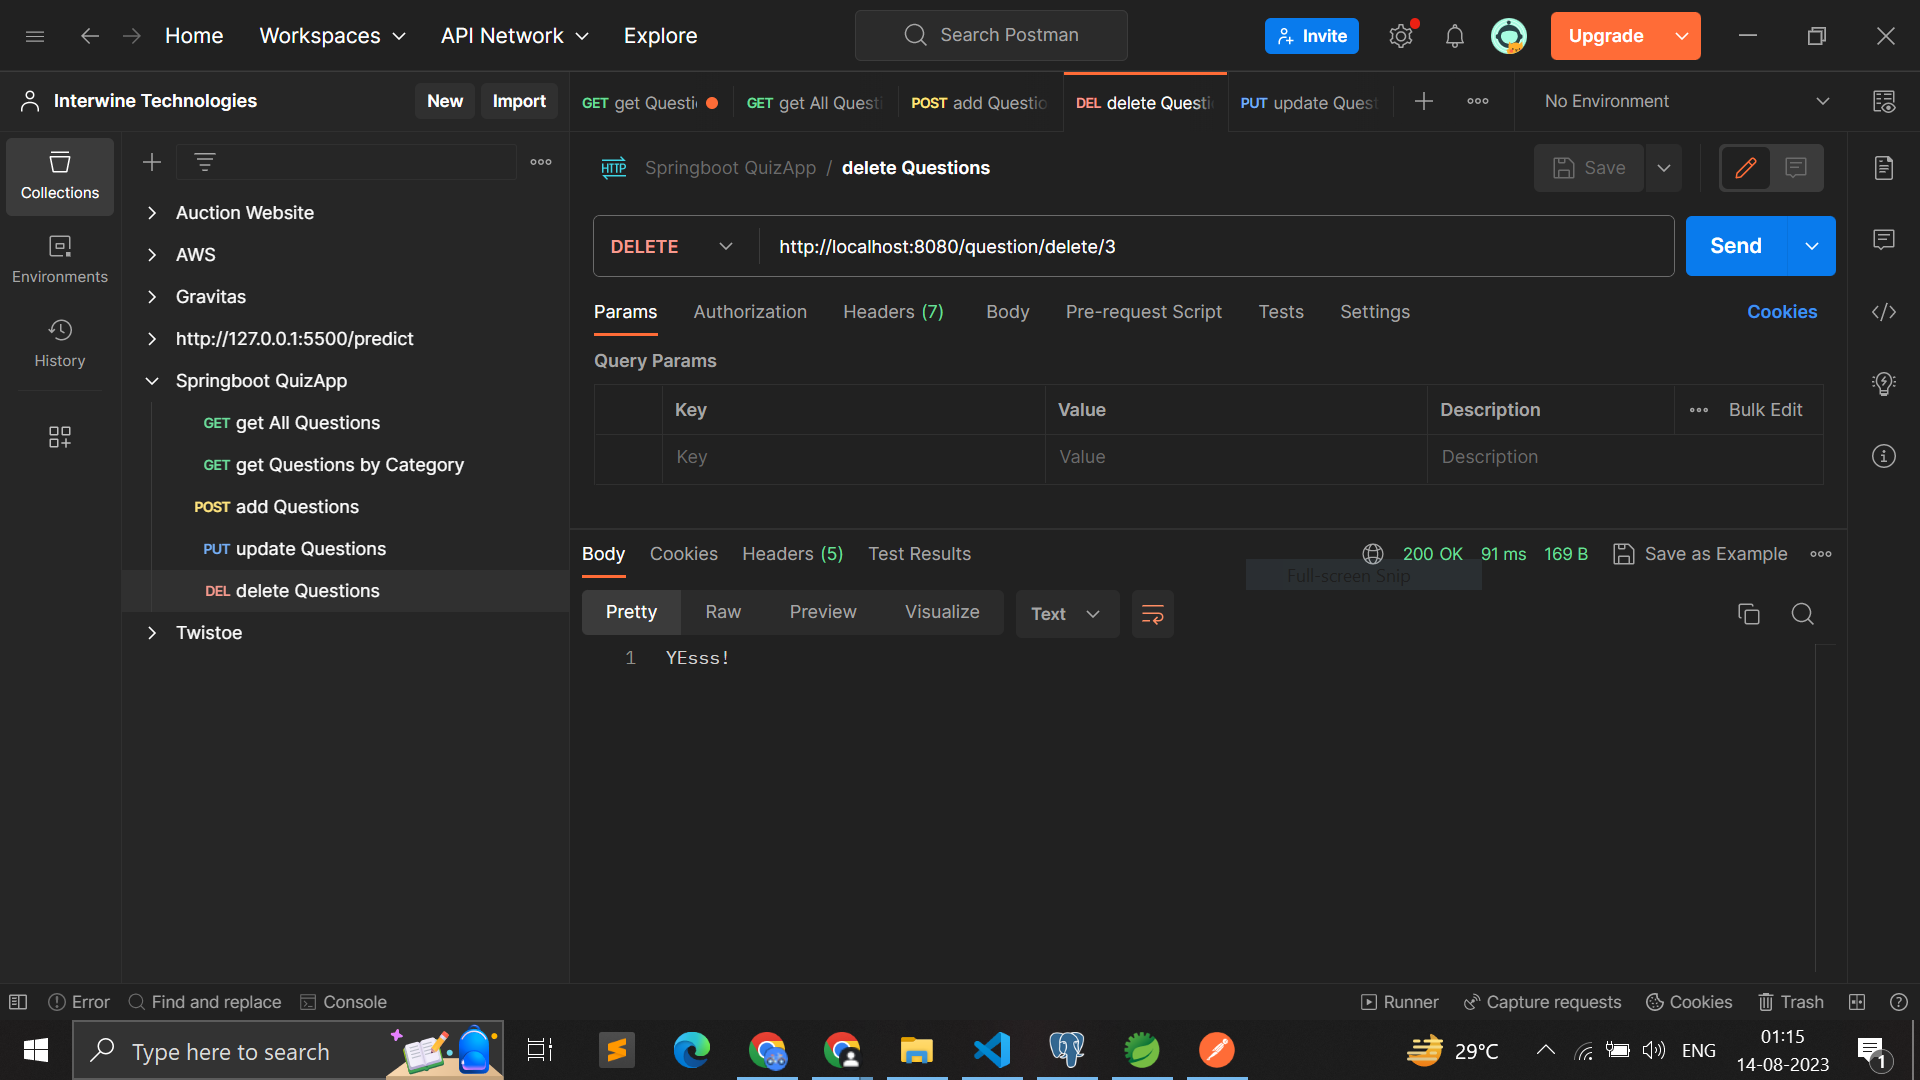 Home Workspaces API Network Explore Search Postman Invite Upgrade
Interwine Technologies New Import
GET get Questi GET get All Questi POST add Questio DEL delete Questi PUT update Quest No Environment
Collections
Environments
History
Auction Website
AWS
Gravitas
http://127.0.0.1:5500/predict
Springboot QuizApp
GET get All Questions
GET get Questions by Category
POST add Questions
PUT update Questions
DEL delete Questions
Twistoe
HTTP Springboot QuizApp / delete Questions Save
DELETE http://localhost:8080/question/delete/3 Send
Params Authorization Headers (7) Body Pre-request Script Tests Settings Cookies
Query Params
Key Value Description Bulk Edit
Key Value Description
Body Cookies Headers (5) Test Results 200 OK 91 ms 169 B Save as Example
Full-screen Snip
Pretty Raw Preview Visualize Text
1 YEsss!
Error Find and replace Console Runner Capture requests Cookies Trash
Type here to search 29°C ENG 01:15
14-08-2023 1